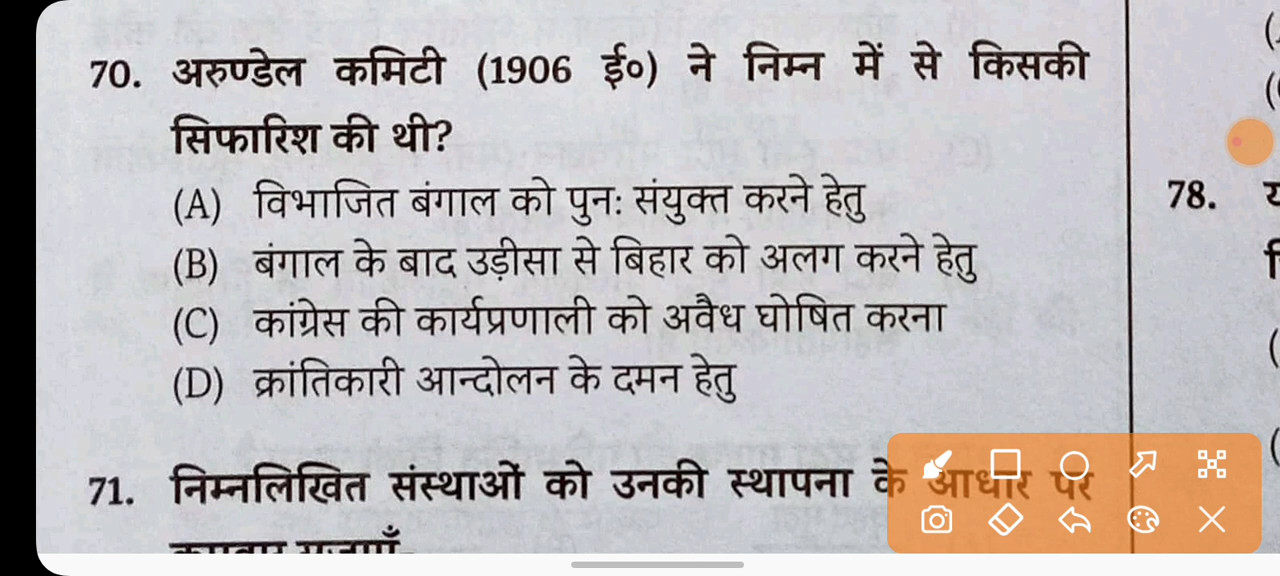 70. अरुण्डेल कमिटी (1906 ई०) ने निम्न में से किसकी
सिफारिश की थी?
(A) विभाजित बंगाल को पुनः संयुक्त करने हेतु
(B) बंगाल के बाद उड़ीसा से बिहार को अलग करने हेतु
(C) कांग्रेस की कार्यप्रणाली को अवैध घोषित करना
(D) क्रांतिकारी आन्दोलन के दमन हेतु
71. निम्नलिखित संस्थाओं को उनकी स्थापना के आधार पर
78.